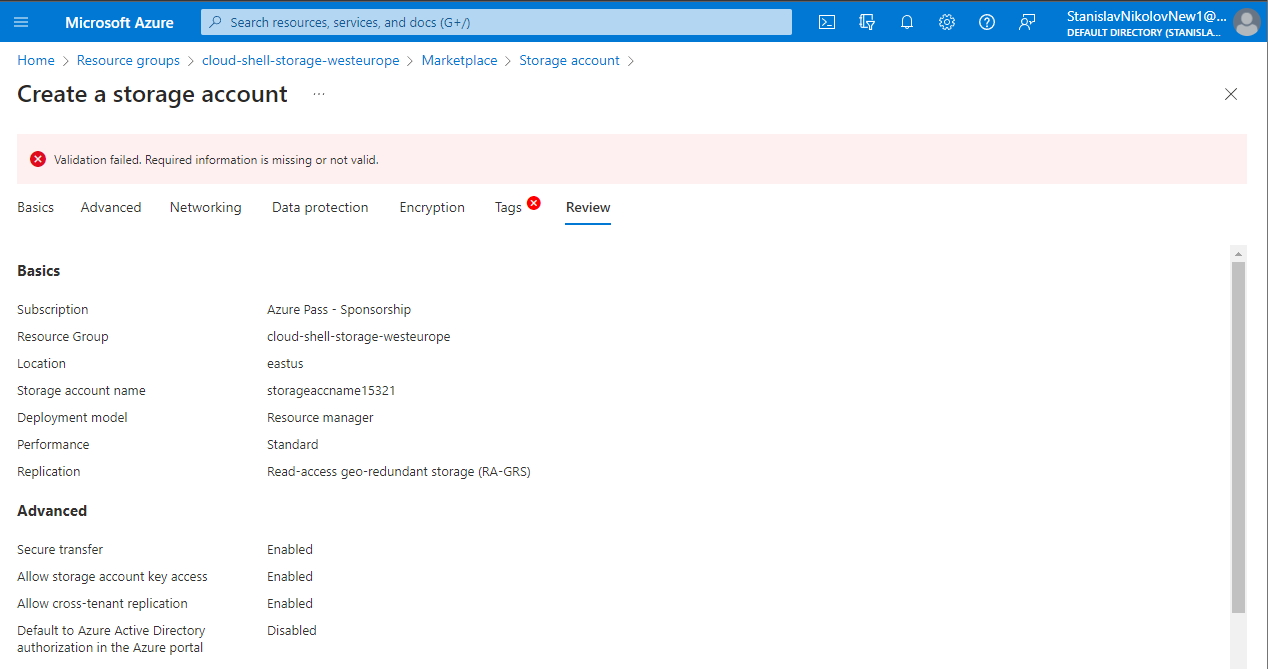 Microsoft Azure
Search resources, services, and docs (G+/)
StanislavNikolovNew1@...
DEFAULT DIRECTORY (STANISLA...
Home > Resource groups > cloud-shell-storage-westeurope > Marketplace > Storage account >
Create a storage account ...
Validation failed. Required information is missing or not valid.
Basics Advanced Networking Data protection Encryption Tags Review
Basics
Subscription Azure Pass - Sponsorship
Resource Group cloud-shell-storage-westeurope
Location eastus
Storage account name storageaccname15321
Deployment model Resource manager
Performance Standard
Replication Read-access geo-redundant storage (RA-GRS)
Advanced
Secure transfer Enabled
Allow storage account key access Enabled
Allow cross-tenant replication Enabled
Default to Azure Active Directory Disabled
authorization in the Azure portal